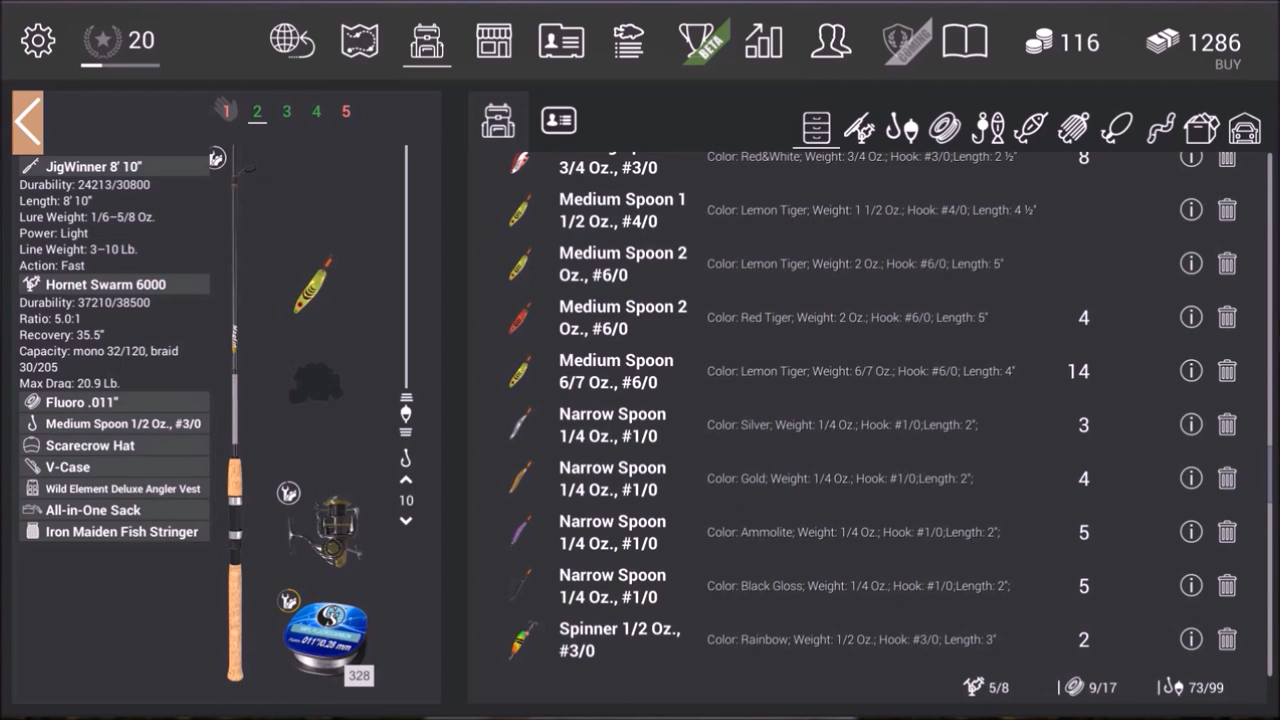 20
BETA
COMING
116
1286
BUY
1 2 3 4 5
JigWinner 8' 10"
Durability: 24213/30800
Length: 8' 10"
Lure Weight: 1/6–5/8 Oz.
Power: Light
Line Weight: 3–10 Lb.
Action: Fast
Hornet Swarm 6000
Durability: 37210/38500
Ratio: 5.0:1
Recovery: 35.5"
Capacity: mono 32/120, braid
30/205
Max Drag: 20.9 Lb.
Fluoro .011"
Medium Spoon 1/2 Oz., #3/0
Scarecrow Hat
V-Case
Wild Element Deluxe Angler Vest
All-in-One Sack
Iron Maiden Fish Stringer
10
.011"/0.28 mm
328
3/4 Oz., #3/0
Color: Red&White; Weight: 3/4 Oz.; Hook: #3/0;Length: 2 ½"
8
Medium Spoon 1
1/2 Oz., #4/0
Color: Lemon Tiger; Weight: 1 1/2 Oz.; Hook: #4/0; Length: 4 ½"
Medium Spoon 2
Oz., #6/0
Color: Lemon Tiger; Weight: 2 Oz.; Hook: #6/0; Length: 5"
Medium Spoon 2
Oz., #6/0
Color: Red Tiger; Weight: 2 Oz.; Hook: #6/0; Length: 5"
4
Medium Spoon
6/7 Oz., #6/0
Color: Lemon Tiger; Weight: 6/7 Oz.; Hook: #6/0; Length: 4"
14
Narrow Spoon
1/4 Oz., #1/0
Color: Silver; Weight: 1/4 Oz.; Hook: #1/0;Length: 2";
3
Narrow Spoon
1/4 Oz., #1/0
Color: Gold; Weight: 1/4 Oz.; Hook: #1/0;Length: 2";
4
Narrow Spoon
1/4 Oz., #1/0
Color: Ammolite; Weight: 1/4 Oz.; Hook: #1/0;Length: 2";
5
Narrow Spoon
1/4 Oz., #1/0
Color: Black Gloss; Weight: 1/4 Oz.; Hook: #1/0;Length: 2";
5
Spinner 1/2 Oz.,
#3/0
Color: Rainbow; Weight: 1/2 Oz.; Hook: #3/0; Length: 3"
2
5/8
9/17
73/99